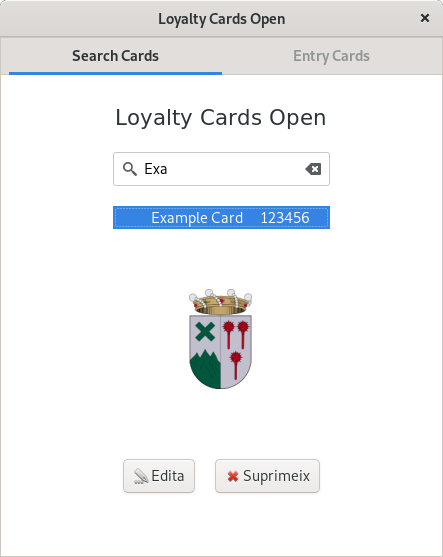 Loyalty Cards Open
Search Cards
Entry Cards
Loyalty Cards Open
Exa
Example Card 123456
Edita
Suprimeix